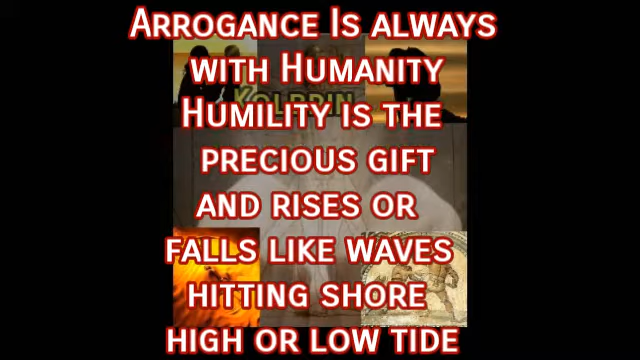 Arrogance Is always
with Humanity
Kolbrin
Humility is the
precious gift
and rises or
falls like waves
hitting shore
high or low tide